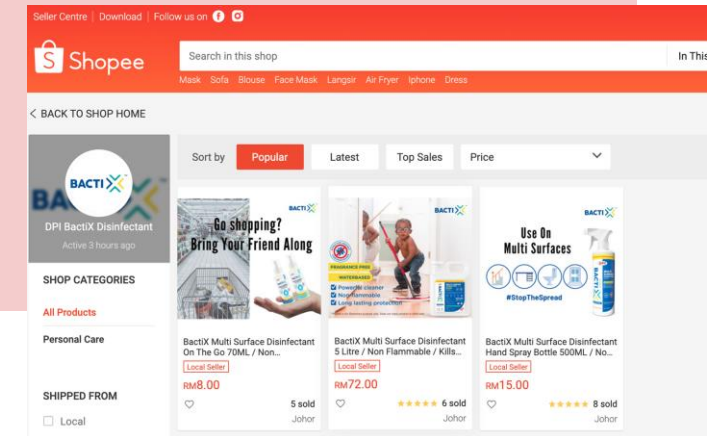 Seller Centre | Download | Follow us on
Shopee
Search in this shop
In This
Mask Sofa Blouse Face Mask Langsir Air Fryer Iphone Dress
< BACK TO SHOP HOME
BACTIX
DPI BactiX Disinfectant
Active 3 hours ago
SHOP CATEGORIES
All Products
Personal Care
SHIPPED FROM
Local
Sort by Popular Latest Top Sales Price
BACTIX
Go shopping?
Bring Your Friend Along
BactiX Multi Surface Disinfectant
On The Go 70ML / Non...
Local Seller
RM8.00
5 sold
Johor
BACTIX
FRAGRANCE FREE
WATERBASED
Powerful cleaner
Non flammable
Long lasting protection
BactiX Multi Surface Disinfectant
5 Litre / Non Flammable / Kills...
Local Seller
RM72.00
6 sold
Johor
BACTIX
Use On
Multi Surfaces
#StopTheSpread
BactiX Multi Surface Disinfectant
Hand Spray Bottle 500ML / No...
Local Seller
RM15.00
8 sold
Johor